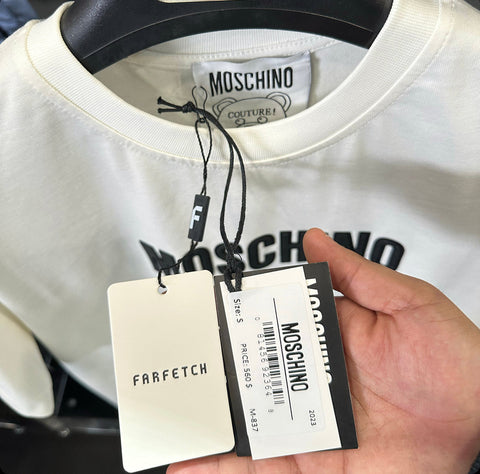 MOSCHINO
COUTURE!
F
MOSCHINO
FARFETCH
Size: S
PRICE: 560 $
M-837
MOSCHINO
2023
MOSCHINO